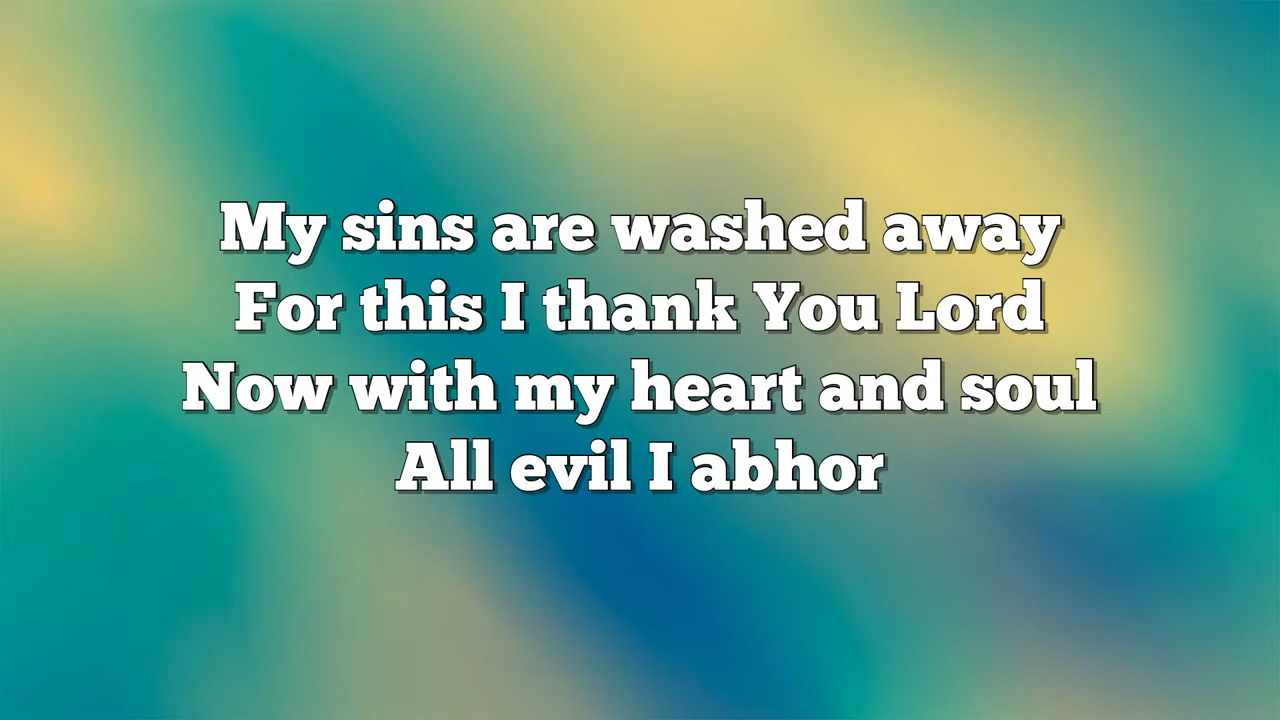 My sins are washed away
For this I thank You Lord
Now with my heart and soul
All evil I abhor